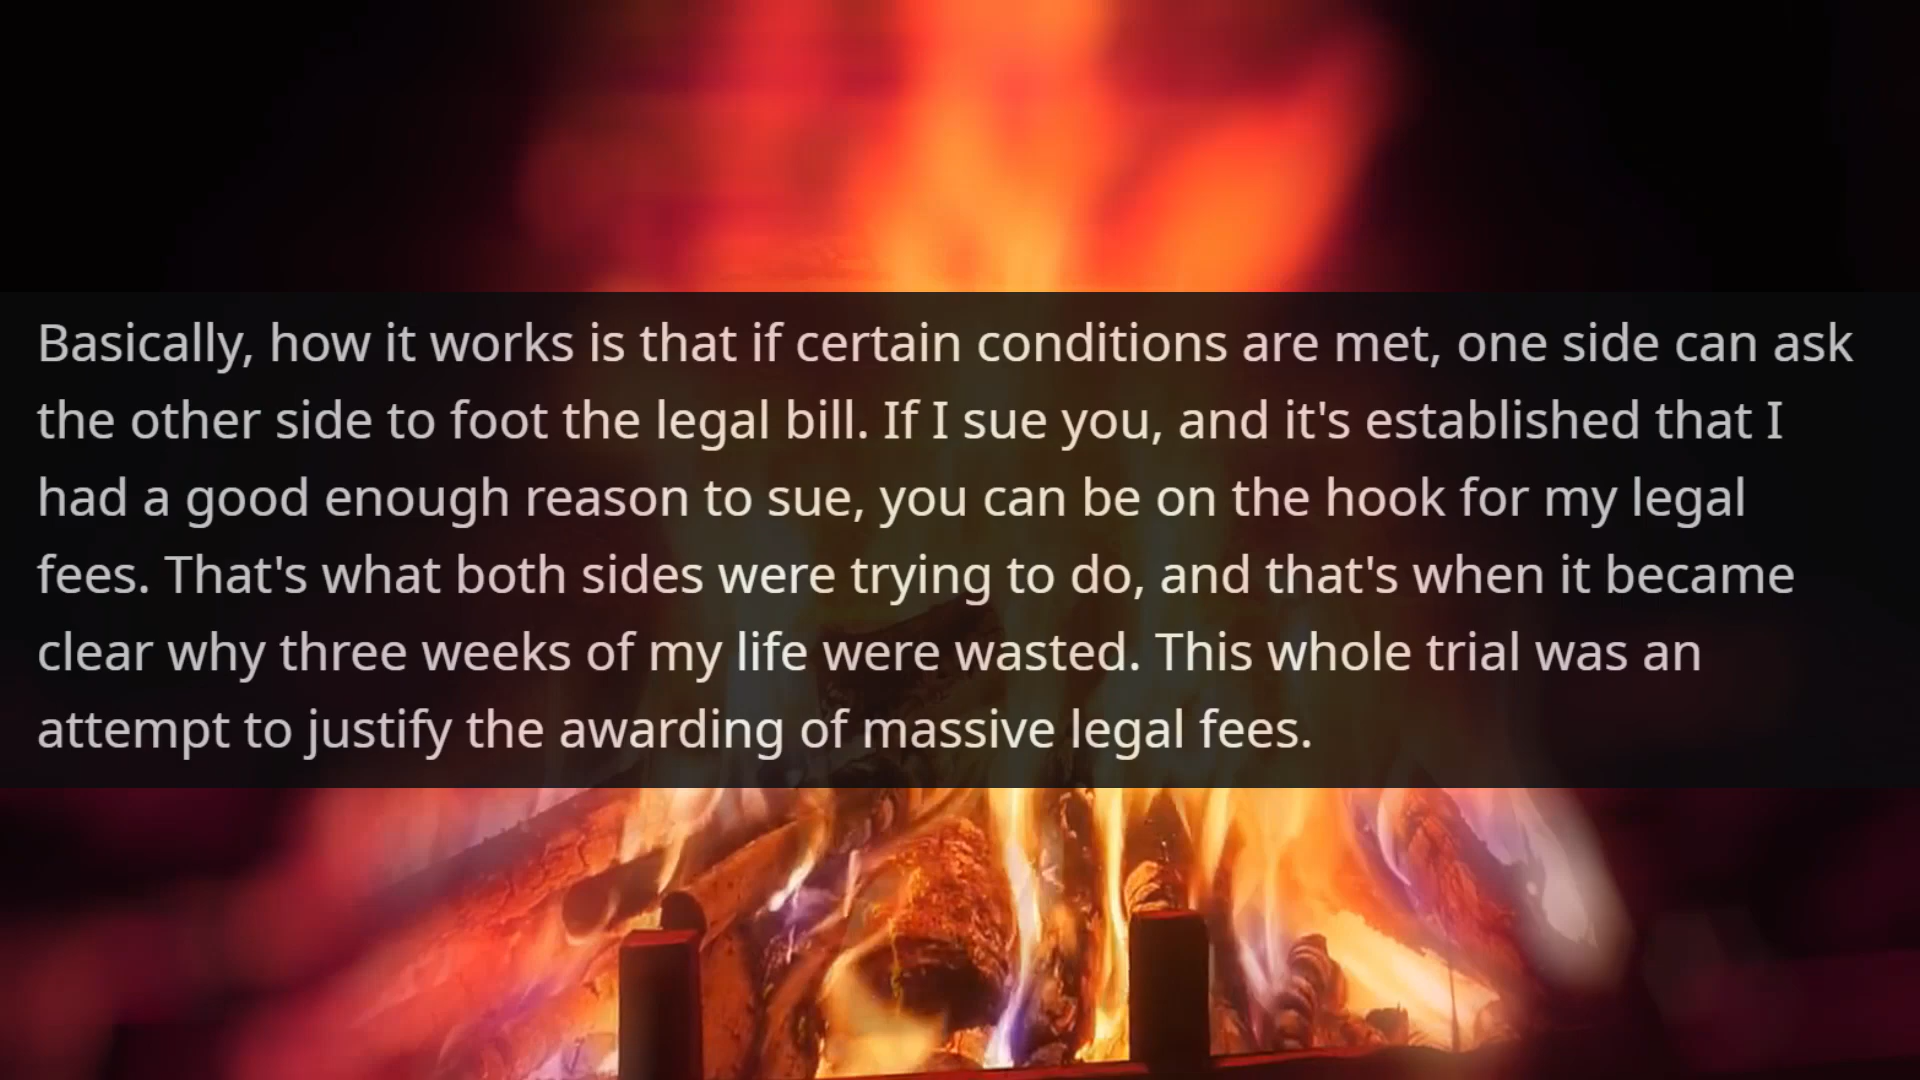 Basically, how it works is that if certain conditions are met, one side can ask
the other side to foot the legal bill. If I sue you, and it's established that I
had a good enough reason to sue, you can be on the hook for my legal
fees. That's what both sides were trying to do, and that's when it became
clear why three weeks of my life were wasted. This whole trial was an
attempt to justify the awarding of massive legal fees.